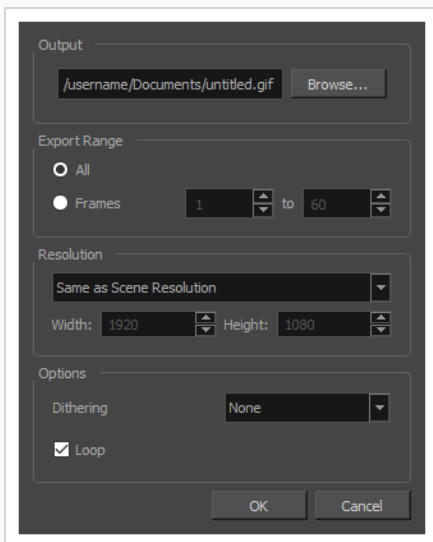 Output
/username/Documents/untitled.gif Browse...
Export Range
All
Frames 1 to 60
Resolution
Same as Scene Resolution
Width: 1920 Height: 1080
Options
Dithering None
Loop
OK Cancel